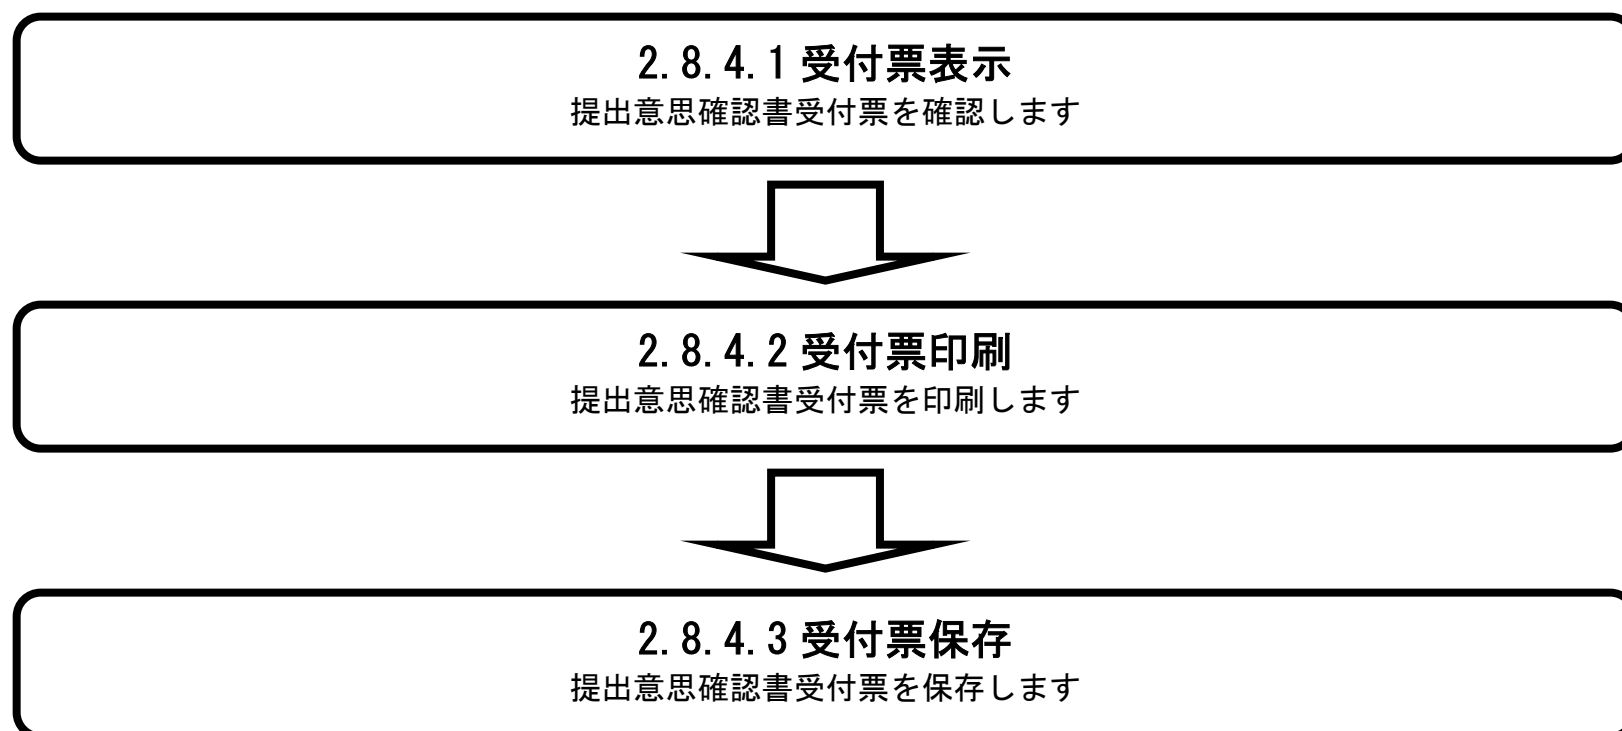 2.8.4.1 受付票表示
提出意思確認書受付票を確認します
2.8.4.2 受付票印刷
提出意思確認書受付票を印刷します
2.8.4.3 受付票保存
提出意思確認書受付票を保存します